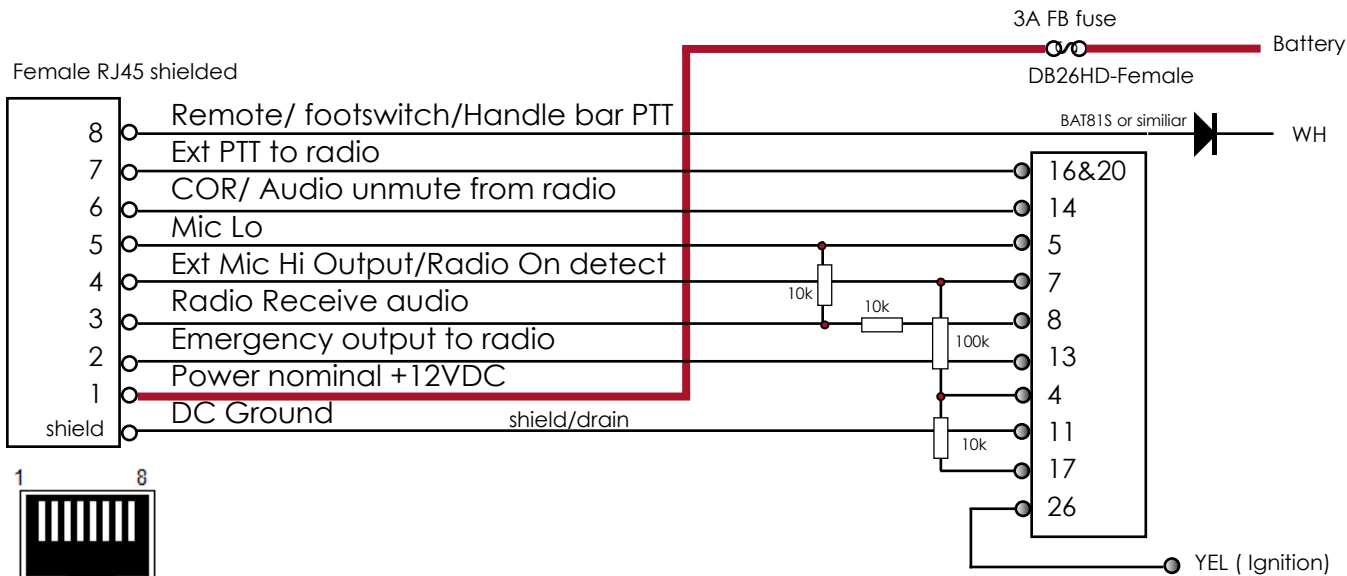 3A FB fuse
Battery
DB26HD-Female
Female RJ45 shielded
8 Remote/ footswitch/Handle bar PTT
BAT81S or similiar
WH
7 Ext PTT to radio
16&20
6 COR/ Audio unmute from radio
14
5 Mic Lo
5
4 Ext Mic Hi Output/Radio On detect
7
10k
3 Radio Receive audio
10k
8
100k
2 Emergency output to radio
13
1 Power nominal +12VDC
4
shield DC Ground
shield/drain
11
10k
17
26
YEL ( Ignition)
1 8